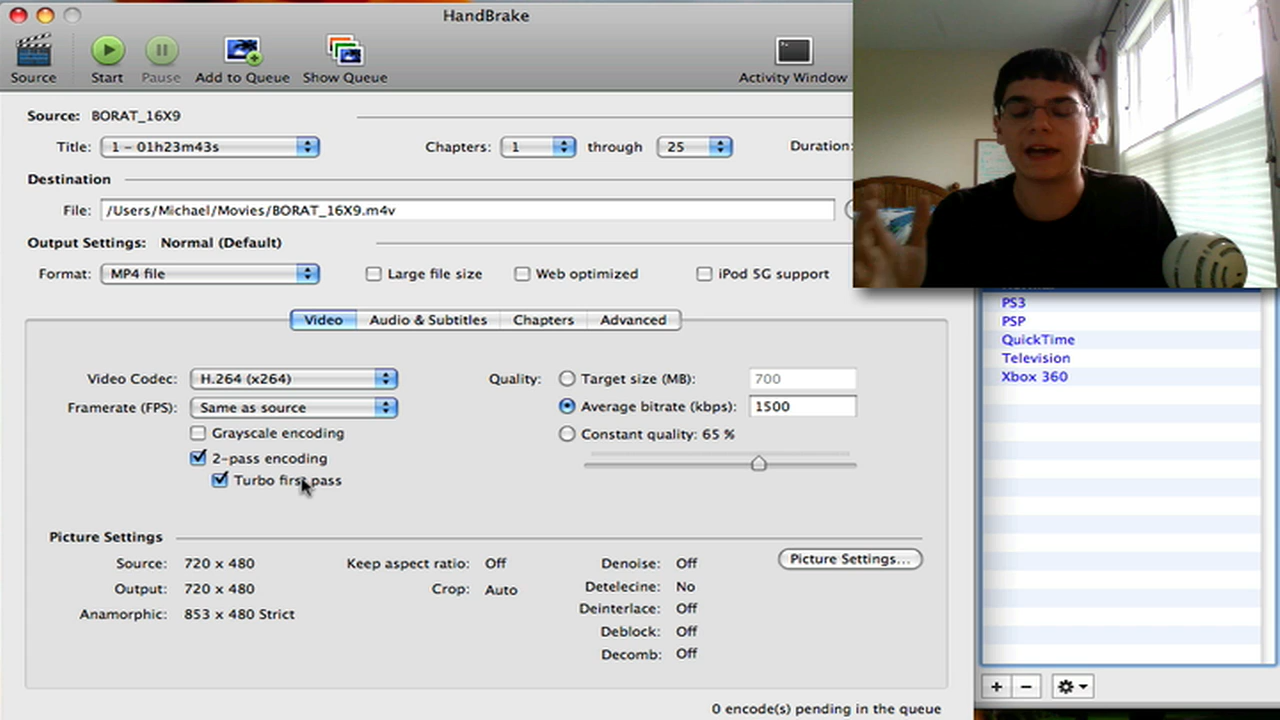 HandBrake
Source Start Pause Add to Queue Show Queue Activity Window
Source: BORAT_16X9
Title: 1 - 01h23m43s Chapters: 1 through 25 Duration:
Destination
File: /Users/Michael/Movies/BORAT_16X9.m4v
Output Settings: Normal (Default)
Format: MP4 file Large file size Web optimized iPod 5G support
PS3
PSP
QuickTime
Television
Xbox 360
Video Audio & Subtitles Chapters Advanced
Video Codec: H.264 (x264) Quality: Target size (MB): 700
Framerate (FPS): Same as source Average bitrate (kbps): 1500
Grayscale encoding Constant quality: 65 %
2-pass encoding
Turbo first pass
Picture Settings
Source: 720 x 480 Keep aspect ratio: Off Denoise: Off Picture Settings...
Output: 720 x 480 Crop: Auto Detelecine: No
Anamorphic: 853 x 480 Strict Deinterlace: Off
Deblock: Off
Decomb: Off
0 encode(s) pending in the queue